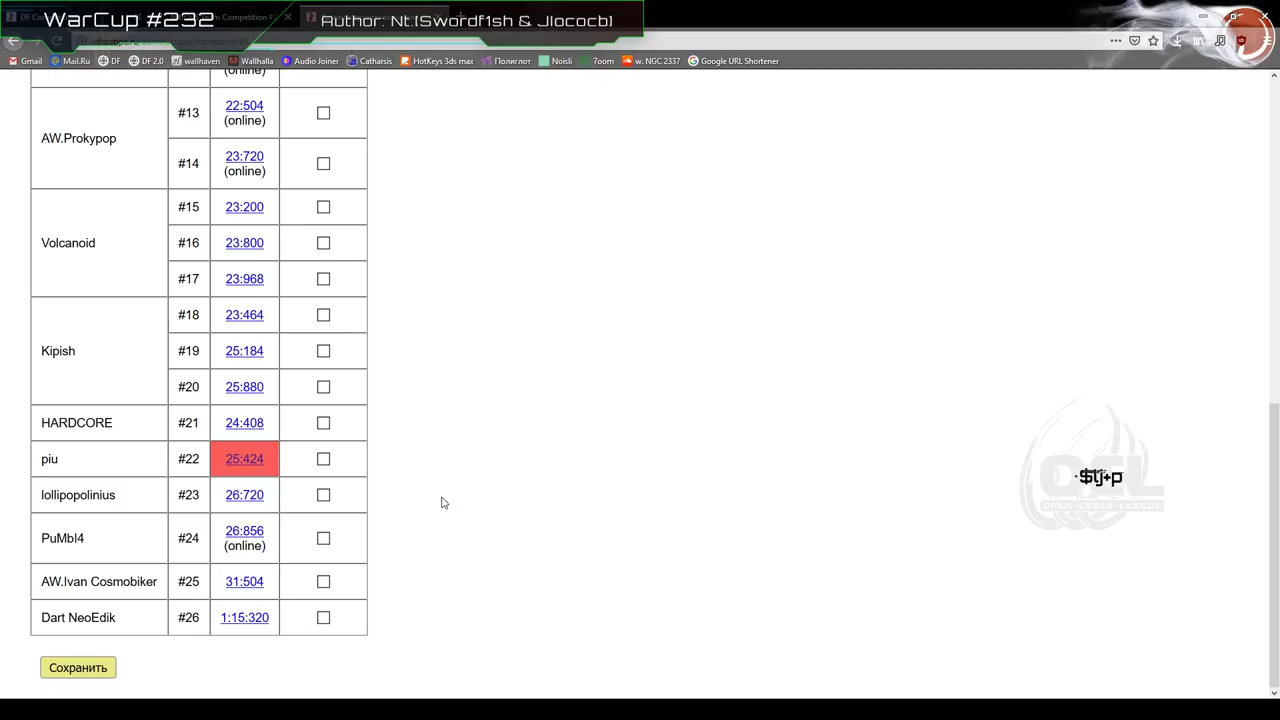 WarCup #232
Author: Nt.[Swordf1sh & Jlococb]
Gmail
Mail.Ru
DF
DF 2.0
wallhaven
Wallhalla
Audio Joiner
Catharsis
HotKeys 3ds max
Полиглот
Noisli
7oom
w. NGC 2337
Google URL Shortener
(online)
AW.Prokypop
#13
22:504
(online)
#14
23:720
(online)
Volcanoid
#15
23:200
#16
23:800
#17
23:968
Kipish
#18
23:464
#19
25:184
#20
25:880
HARDCORE
#21
24:408
piu
#22
25:424
lollipopolinius
#23
26:720
PuMbl4
#24
26:856
(online)
AW.Ivan Cosmobiker
#25
31:504
Dart NeoEdik
#26
1:15:320
OCL
OPEN CYBER LEAGUE
Сохранить